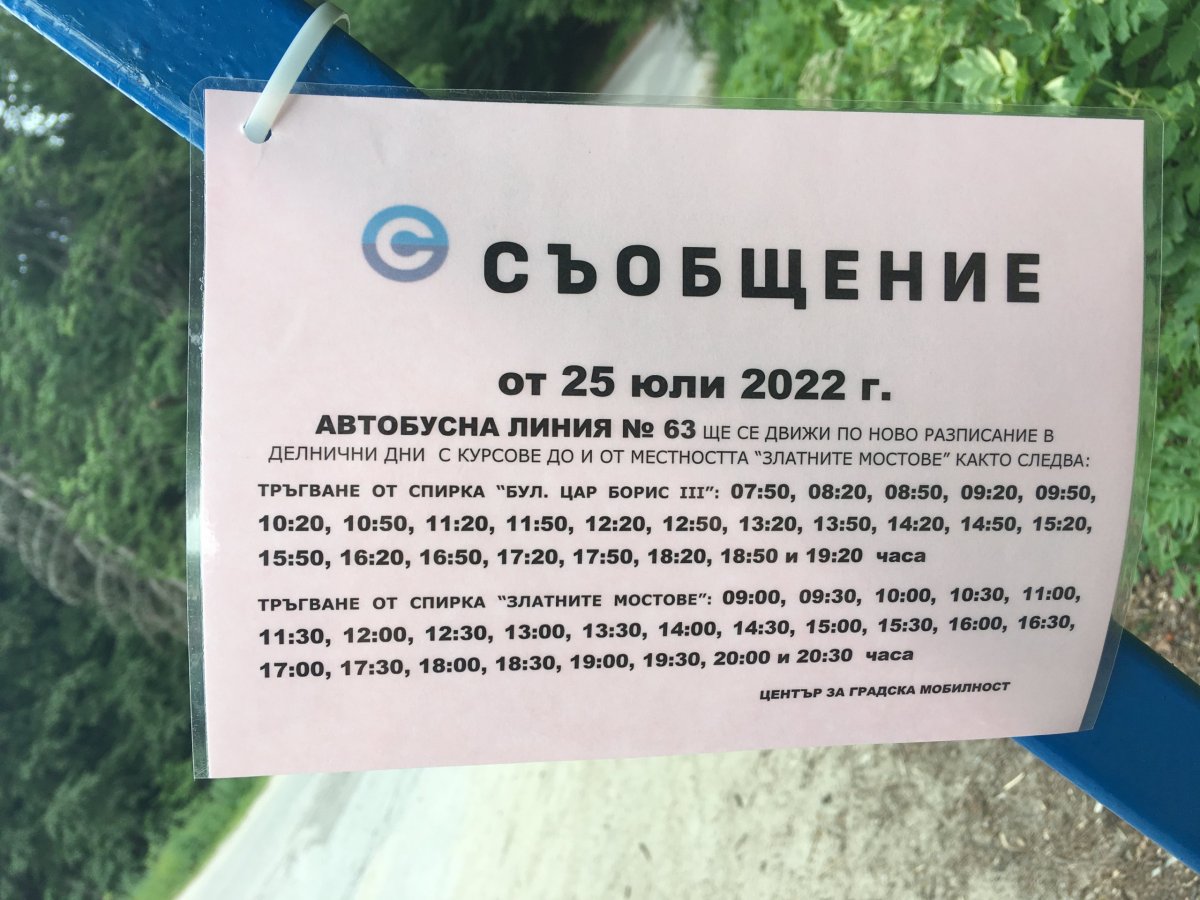 СЪОБЩЕНИЕ
от 25 юли 2022 г.
АВТОБУСНА ЛИНИЯ № 63 ЩЕ СЕ ДВИЖИ ПО НОВО РАЗПИСАНИЕ В
ДЕЛНИЧНИ ДНИ С КУРСОВЕ ДО И ОТ МЕСТНОСТТА “ЗЛАТНИТЕ МОСТОВЕ” КАКТО СЛЕДВА:
ТРЪГВАНЕ ОТ СПИРКА “БУЛ. ЦАР БОРИС III”: 07:50, 08:20, 08:50, 09:20, 09:50,
10:20, 10:50, 11:20, 11:50, 12:20, 12:50, 13:20, 13:50, 14:20, 14:50, 15:20,
15:50, 16:20, 16:50, 17:20, 17:50, 18:20, 18:50 и 19:20 часа
ТРЪГВАНЕ ОТ СПИРКА “ЗЛАТНИТЕ МОСТОВЕ”: 09:00, 09:30, 10:00, 10:30, 11:00,
11:30, 12:00, 12:30, 13:00, 13:30, 14:00, 14:30, 15:00, 15:30, 16:00, 16:30,
17:00, 17:30, 18:00, 18:30, 19:00, 19:30, 20:00 и 20:30 часа
ЦЕНТЪР ЗА ГРАДСКА МОБИЛНОСТ